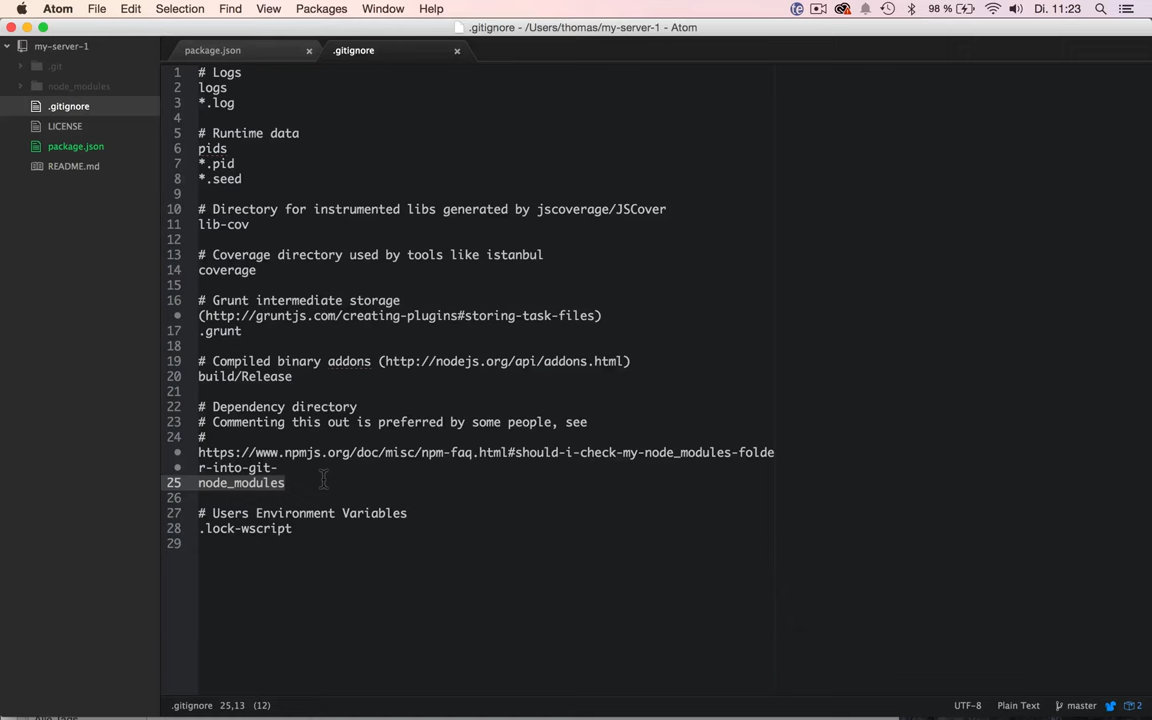 Atom File Edit Selection Find View Packages Window Help 98 % Di. 11:23
.gitignore - /Users/thomas/my-server-1 - Atom
my-server-1
.git
node_modules
.gitignore
LICENSE
package.json
README.md
package.json .gitignore
1 # Logs
2 logs
3 *.log
4
5 # Runtime data
6 pids
7 *.pid
8 *.seed
9
10 # Directory for instrumented libs generated by jscoverage/JSCover
11 lib-cov
12
13 # Coverage directory used by tools like istanbul
14 coverage
15
16 # Grunt intermediate storage
(http://gruntjs.com/creating-plugins#storing-task-files)
17 .grunt
18
19 # Compiled binary addons (http://nodejs.org/api/addons.html)
20 build/Release
21
22 # Dependency directory
23 # Commenting this out is preferred by some people, see
24 #
https://www.npmjs.org/doc/misc/npm-faq.html#should-i-check-my-node_modules-folde
r-into-git-
25 node_modules
26
27 # Users Environment Variables
28 .lock-wscript
29
.gitignore 25,13 (12) UTF-8 Plain Text master 2